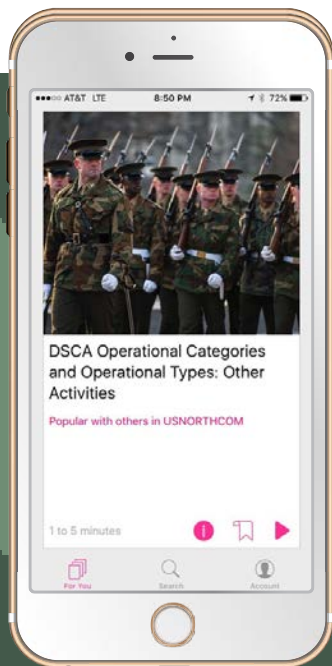 AT&T LTE 8:50 PM 72%
DSCA Operational Categories
and Operational Types: Other
Activities
Popular with others in USNORTHCOM
1 to 5 minutes
For You Search Account